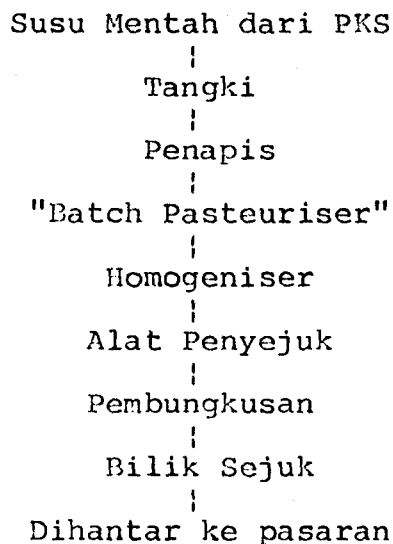 Susu Mentah dari PKS
Tangki
Penapis
"Batch Pasteuriser"
Homogeniser
Alat Penyejuk
Pembungkusan
Bilik Sejuk
Dihantar ke pasaran